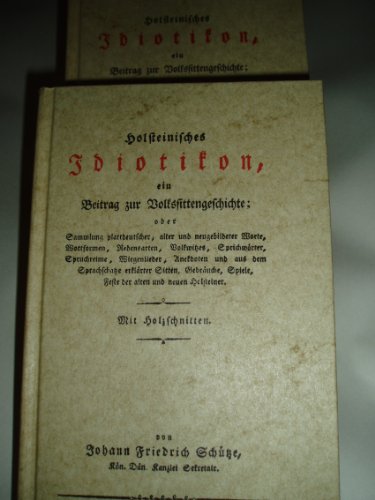 Holsteinisches
Idiotikon,
ein
Beitrag zur Volkssittengeschichte;
Holsteinisches
Idiotikon,
ein
Beitrag zur Volkssittengeschichte;
oder
Sammlung plattdeutscher, alter und neugebildeter Worte,
Wortformen, Redensarten, Volkwitzes, Sprichwörter,
Spruchreime, Wiegenlieder, Anekdoten und aus dem
Sprachschatze erklärter Sitten, Gebräuche, Spiele,
Feste der alten und neuen Holsteiner.
Mit Holzschnitten.
von
Johann Friedrich Schütze,
Kön. Dän. Kanzlei Sekretair.